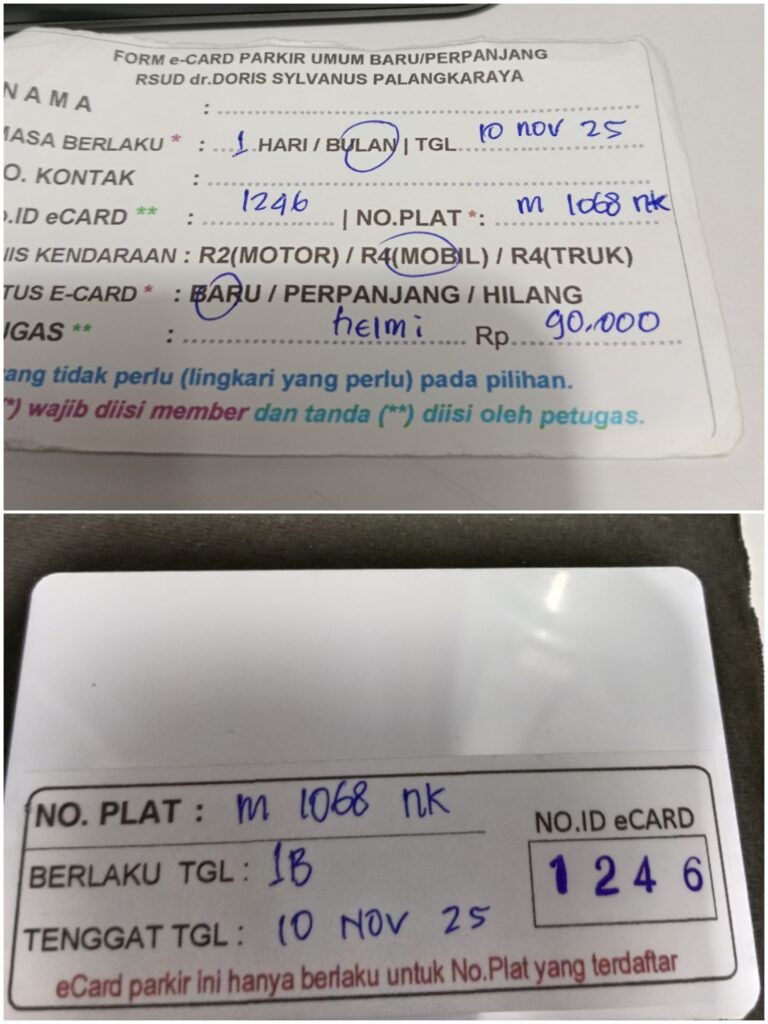 FORM e-CARD PARKIR UMUM BARU/PERPANJANG
RSUD dr.DORIS SYLVANUS PALANGKARAYA
NAMA :
MASA BERLAKU * : 1 HARI / BULAN | TGL 10 nov 25
O. KONTAK :
.ID eCARD ** : 1246 | NO.PLAT *: m 1068 nk
NIS KENDARAAN : R2(MOTOR) / R4(MOBIL) / R4(TRUK)
TUS E-CARD * : BARU / PERPANJANG / HILANG
UGAS ** : helmi Rp. 90.000
ang tidak perlu (lingkari yang perlu) pada pilihan.
*) wajib diisi member dan tanda (**) diisi oleh petugas.
NO. PLAT : m 1068 nk
NO.ID eCARD
BERLAKU TGL : 1B
1246
TENGGAT TGL : 10 NOV 25
eCard parkir ini hanya berlaku untuk No.Plat yang terdaftar